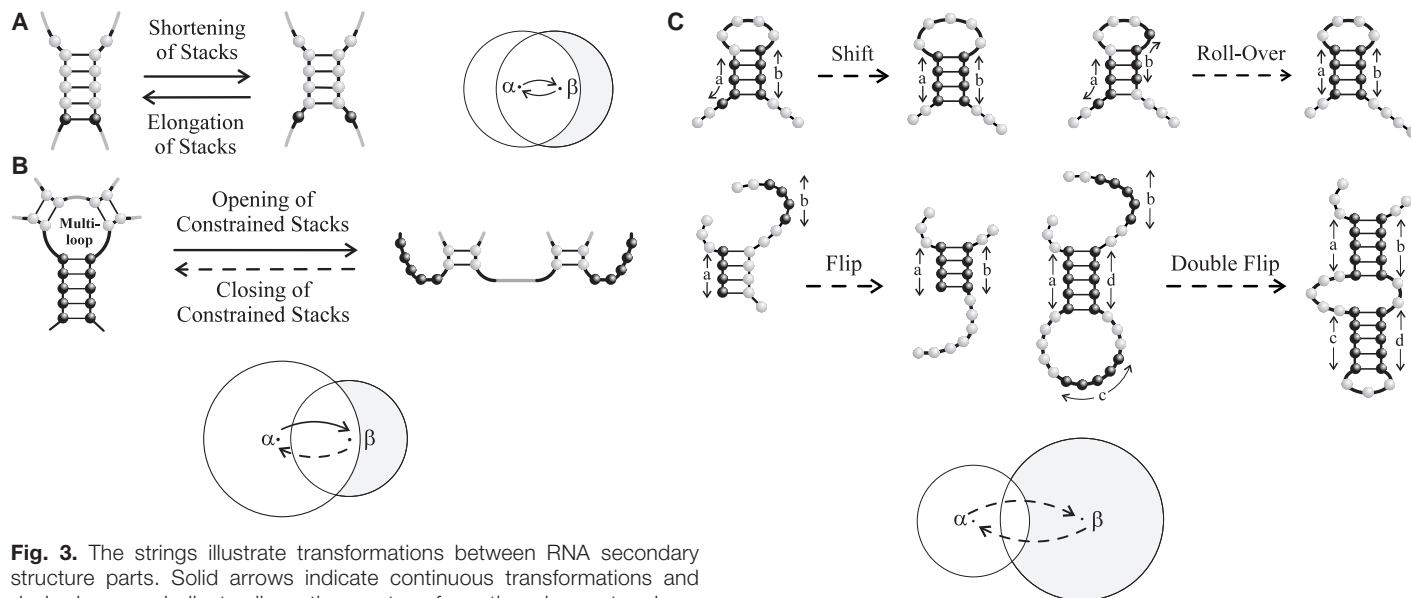 A
Shortening
of Stacks
Elongation
of Stacks
α
β
B
Multi-
loop
Opening of
Constrained Stacks
Closing of
Constrained Stacks
α
β
C
a
b
Shift
a
b
a
b
Roll-Over
a
b
a
b
Flip
a
b
a
b
c
d
Double Flip
a
b
c
d
α
β
Fig. 3. The strings illustrate transformations between RNA secondary
structure parts. Solid arrows indicate continuous transformations and